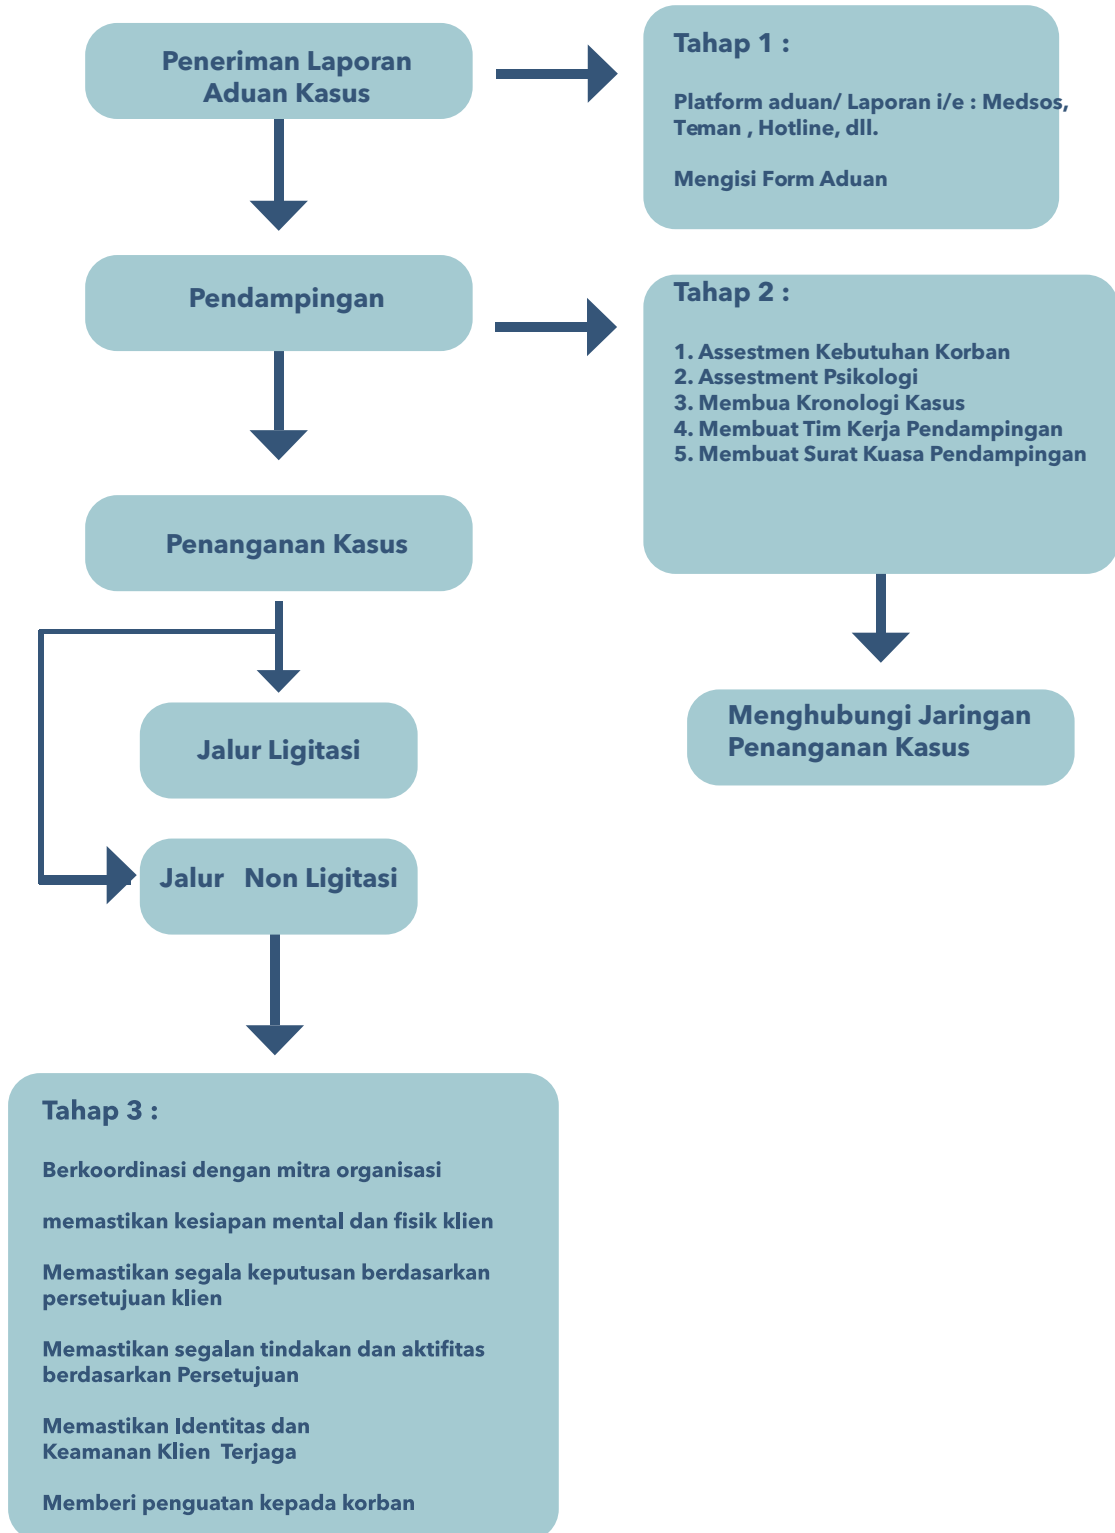 Peneriman Laporan
Aduan Kasus
Tahap 1 :
Platform aduan/ Laporan i/e : Medsos,
Teman , Hotline, dll.
Mengisi Form Aduan
Pendampingan
Tahap 2 :
1. Assestmen Kebutuhan Korban
2. Assestment Psikologi
3. Membua Kronologi Kasus
4. Membuat Tim Kerja Pendampingan
5. Membuat Surat Kuasa Pendampingan
Penanganan Kasus
Menghubungi Jaringan
Penanganan Kasus
Jalur Ligitasi
Jalur Non Ligitasi
Tahap 3 :
Berkoordinasi dengan mitra organisasi
memastikan kesiapan mental dan fisik klien
Memastikan segala keputusan berdasarkan
persetujuan klien
Memastikan segalan tindakan dan aktifitas
berdasarkan Persetujuan
Memastikan Identitas dan
Keamanan Klien Terjaga
Memberi penguatan kepada korban